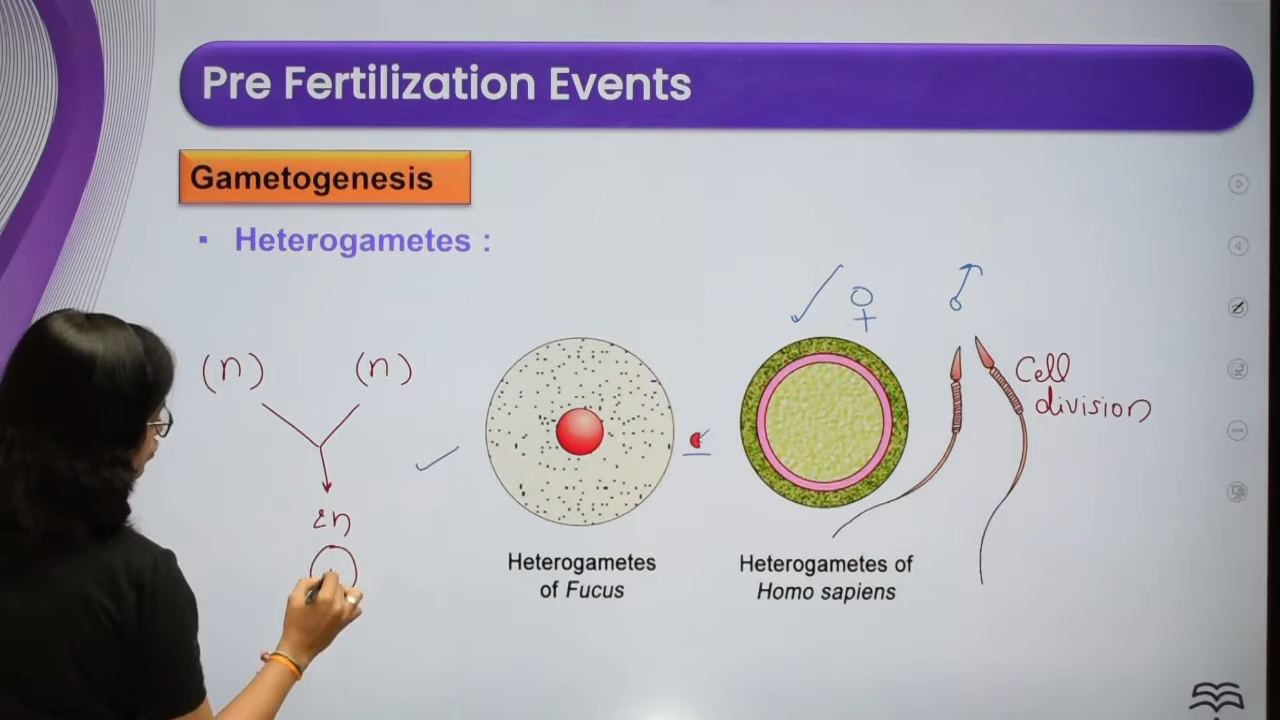 Pre Fertilization Events
Gametogenesis
▪ Heterogametes :
♀ ♂
(n) (n)
Cell
division
2n
Heterogametes
of Fucus
Heterogametes of
Homo sapiens